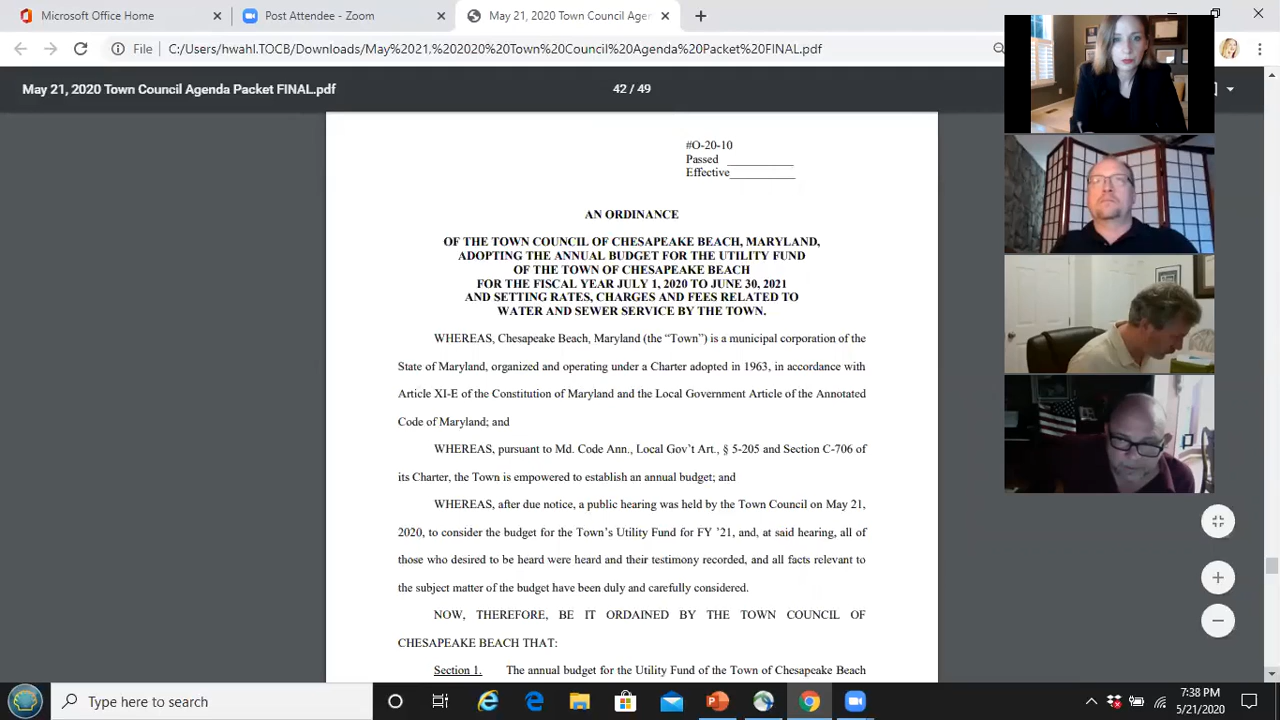 Microsoft Office Home
Post Attendee - Zoom
May 21, 2020 Town Council Agen
File
C:/Users/hwahl.TOCB/Downloads/May%2021,%202020%20Town%20Council%20Agenda%20Packet%20FINAL.pdf
May 21, 2020 Town Council Agenda Packet FINAL.pdf
42 / 49
#O-20-10
Passed ___________
Effective___________
AN ORDINANCE
OF THE TOWN COUNCIL OF CHESAPEAKE BEACH, MARYLAND,
ADOPTING THE ANNUAL BUDGET FOR THE UTILITY FUND
OF THE TOWN OF CHESAPEAKE BEACH
FOR THE FISCAL YEAR JULY 1, 2020 TO JUNE 30, 2021
AND SETTING RATES, CHARGES AND FEES RELATED TO
WATER AND SEWER SERVICE BY THE TOWN.
WHEREAS, Chesapeake Beach, Maryland (the “Town”) is a municipal corporation of the
State of Maryland, organized and operating under a Charter adopted in 1963, in accordance with
Article XI-E of the Constitution of Maryland and the Local Government Article of the Annotated
Code of Maryland; and
WHEREAS, pursuant to Md. Code Ann., Local Gov’t Art., § 5-205 and Section C-706 of
its Charter, the Town is empowered to establish an annual budget; and
WHEREAS, after due notice, a public hearing was held by the Town Council on May 21,
2020, to consider the budget for the Town’s Utility Fund for FY ’21, and, at said hearing, all of
those who desired to be heard were heard and their testimony recorded, and all facts relevant to
the subject matter of the budget have been duly and carefully considered.
NOW, THEREFORE, BE IT ORDAINED BY THE TOWN COUNCIL OF
CHESAPEAKE BEACH THAT:
Section 1. The annual budget for the Utility Fund of the Town of Chesapeake Beach
Type here to search
7:38 PM
5/21/2020